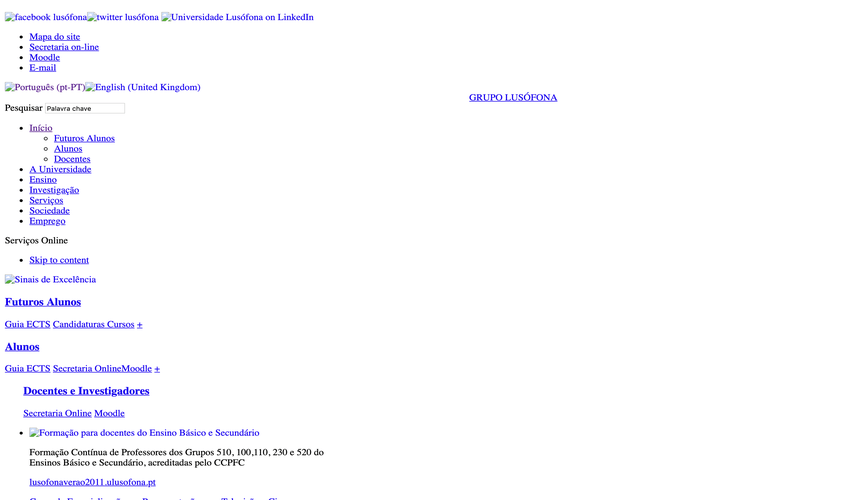 facebook lusófona twitter lusófona Universidade Lusófona on LinkedIn
Mapa do site
Secretaria on-line
Moodle
E-mail
Português (pt-PT) English (United Kingdom)
GRUPO LUSÓFONA
Pesquisar Palavra chave
Início
Futuros Alunos
Alunos
Docentes
A Universidade
Ensino
Investigação
Serviços
Sociedade
Emprego
Serviços Online
Skip to content
Sinais de Excelência
Futuros Alunos
Guia ECTS Candidaturas Cursos +
Alunos
Guia ECTS Secretaria OnlineMoodle +
Docentes e Investigadores
Secretaria Online Moodle
Formação para docentes do Ensino Básico e Secundário
Formação Contínua de Professores dos Grupos 510, 100,110, 230 e 520 do
Ensinos Básico e Secundário, acreditadas pelo CCPFC
lusofonaverao2011.ulusofona.pt